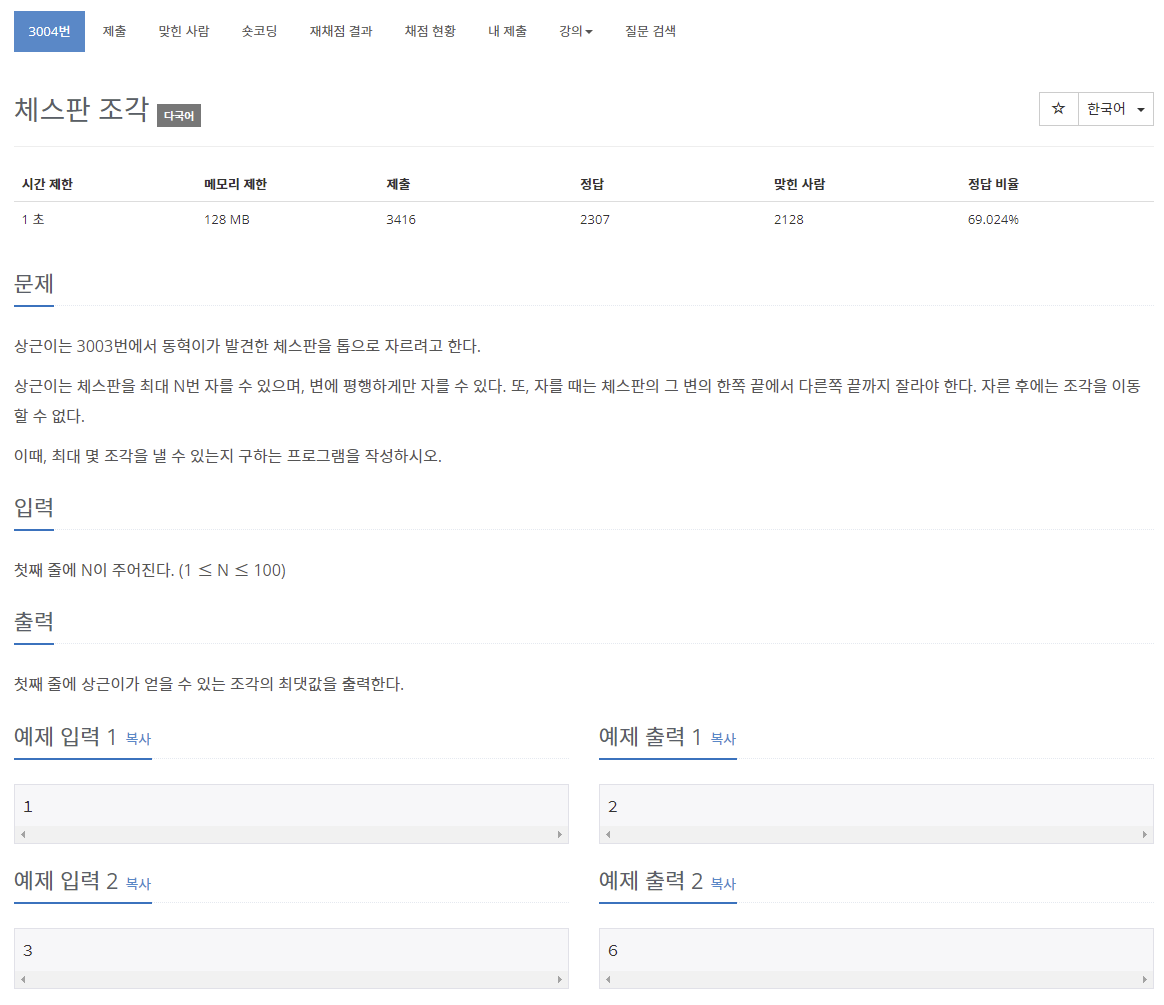 3004번 제출 맞힌 사람 숏코딩 재채점 결과 채점 현황 내 제출 강의 질문 검색
체스판 조각 다국어
☆ 한국어
시간 제한 메모리 제한 제출 정답 맞힌 사람 정답 비율
1 초 128 MB 3416 2307 2128 69.024%
문제
상근이는 3003번에서 동혁이가 발견한 체스판을 톱으로 자르려고 한다.
상근이는 체스판을 최대 N번 자를 수 있으며, 변에 평행하게만 자를 수 있다. 또, 자를 때는 체스판의 그 변의 한쪽 끝에서 다른쪽 끝까지 잘라야 한다. 자른 후에는 조각을 이동
할 수 없다.
이때, 최대 몇 조각을 낼 수 있는지 구하는 프로그램을 작성하시오.
입력
첫째 줄에 N이 주어진다. (1 ≤ N ≤ 100)
출력
첫째 줄에 상근이가 얻을 수 있는 조각의 최댓값을 출력한다.
예제 입력 1 복사 예제 출력 1 복사
1 2
예제 입력 2 복사 예제 출력 2 복사
3 6